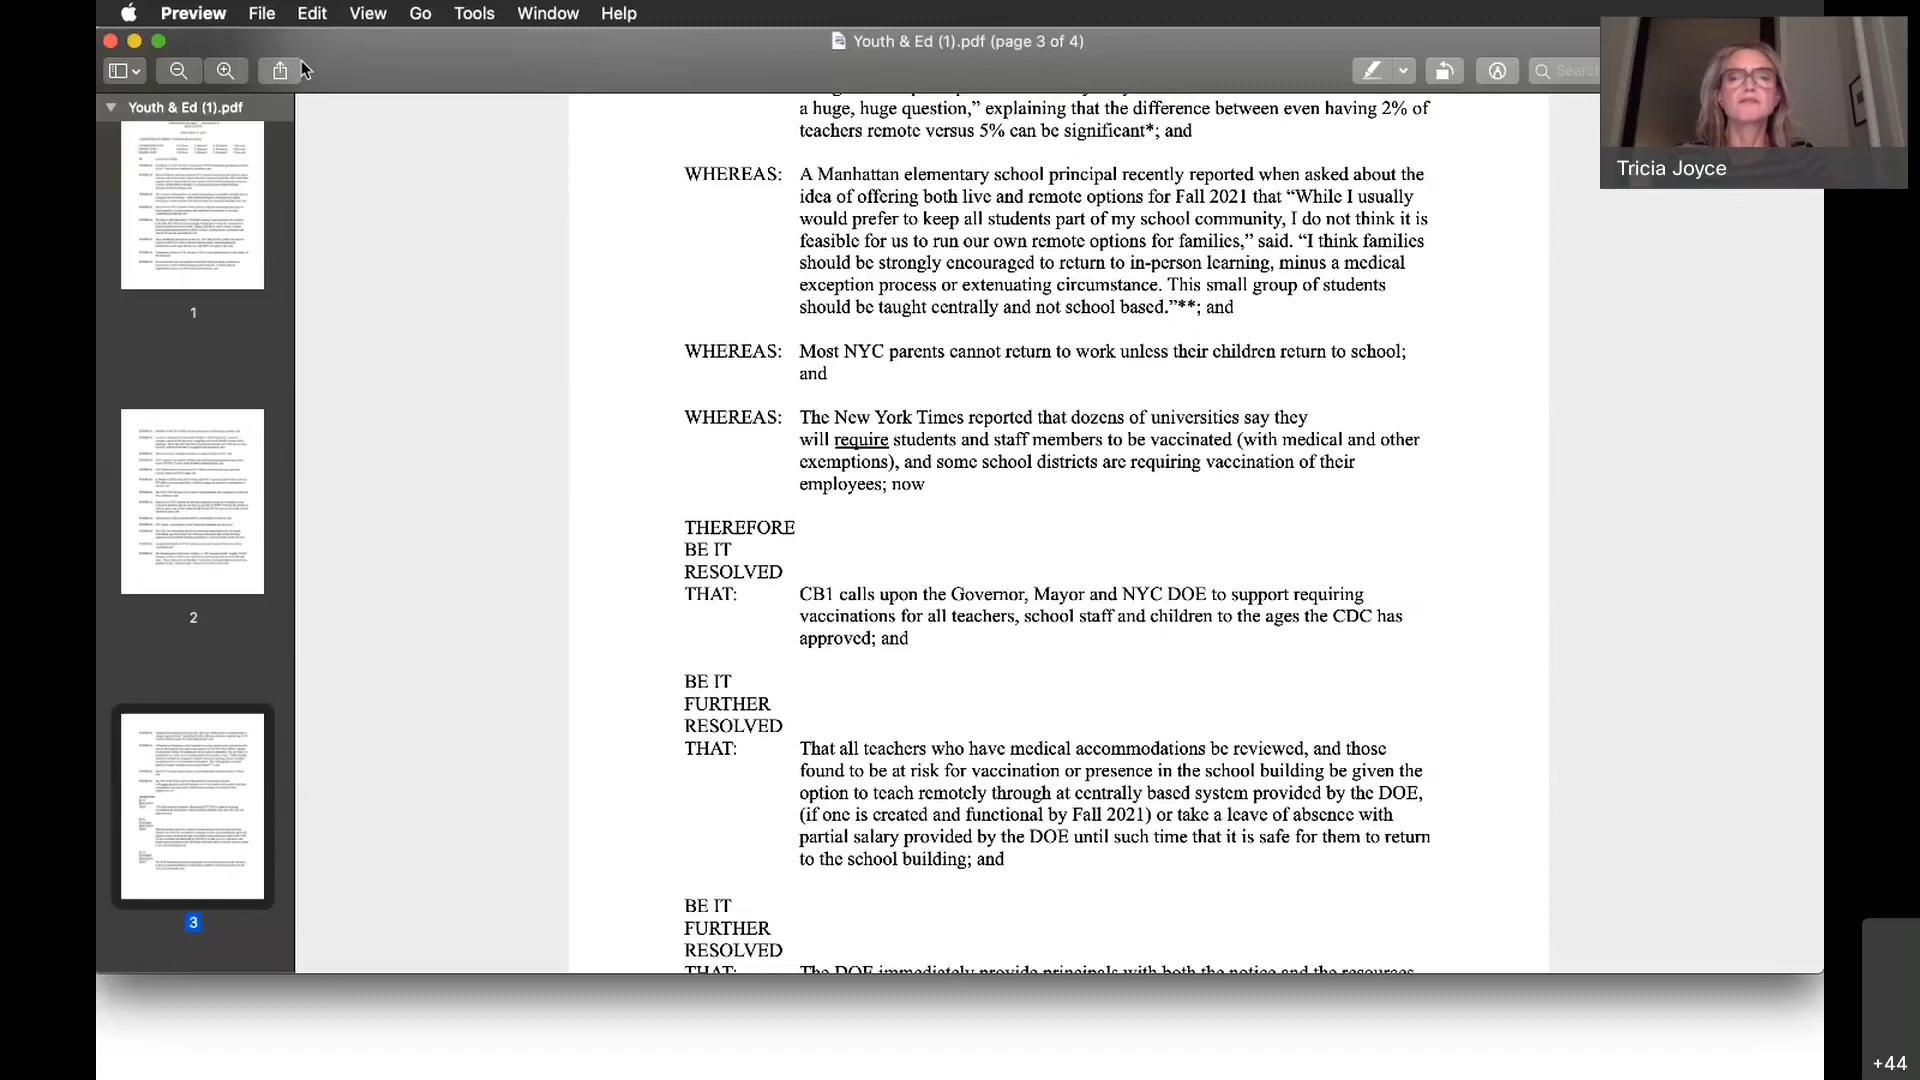 Preview File Edit View Go Tools Window Help
Youth & Ed (1).pdf (page 3 of 4)
Search
Youth & Ed (1).pdf
1
2
3
a huge, huge question,” explaining that the difference between even having 2% of
teachers remote versus 5% can be significant*; and
WHEREAS: A Manhattan elementary school principal recently reported when asked about the
idea of offering both live and remote options for Fall 2021 that “While I usually
would prefer to keep all students part of my school community, I do not think it is
feasible for us to run our own remote options for families,” said. “I think families
should be strongly encouraged to return to in-person learning, minus a medical
exception process or extenuating circumstance. This small group of students
should be taught centrally and not school based.”**; and
WHEREAS: Most NYC parents cannot return to work unless their children return to school;
and
WHEREAS: The New York Times reported that dozens of universities say they
will require students and staff members to be vaccinated (with medical and other
exemptions), and some school districts are requiring vaccination of their
employees; now
THEREFORE
BE IT
RESOLVED
THAT: CB1 calls upon the Governor, Mayor and NYC DOE to support requiring
vaccinations for all teachers, school staff and children to the ages the CDC has
approved; and
BE IT
FURTHER
RESOLVED
THAT: That all teachers who have medical accommodations be reviewed, and those
found to be at risk for vaccination or presence in the school building be given the
option to teach remotely through at centrally based system provided by the DOE,
(if one is created and functional by Fall 2021) or take a leave of absence with
partial salary provided by the DOE until such time that it is safe for them to return
to the school building; and
BE IT
FURTHER
RESOLVED
THAT: The DOE immediately provide principals with both the notice and the resources
Tricia Joyce
+44